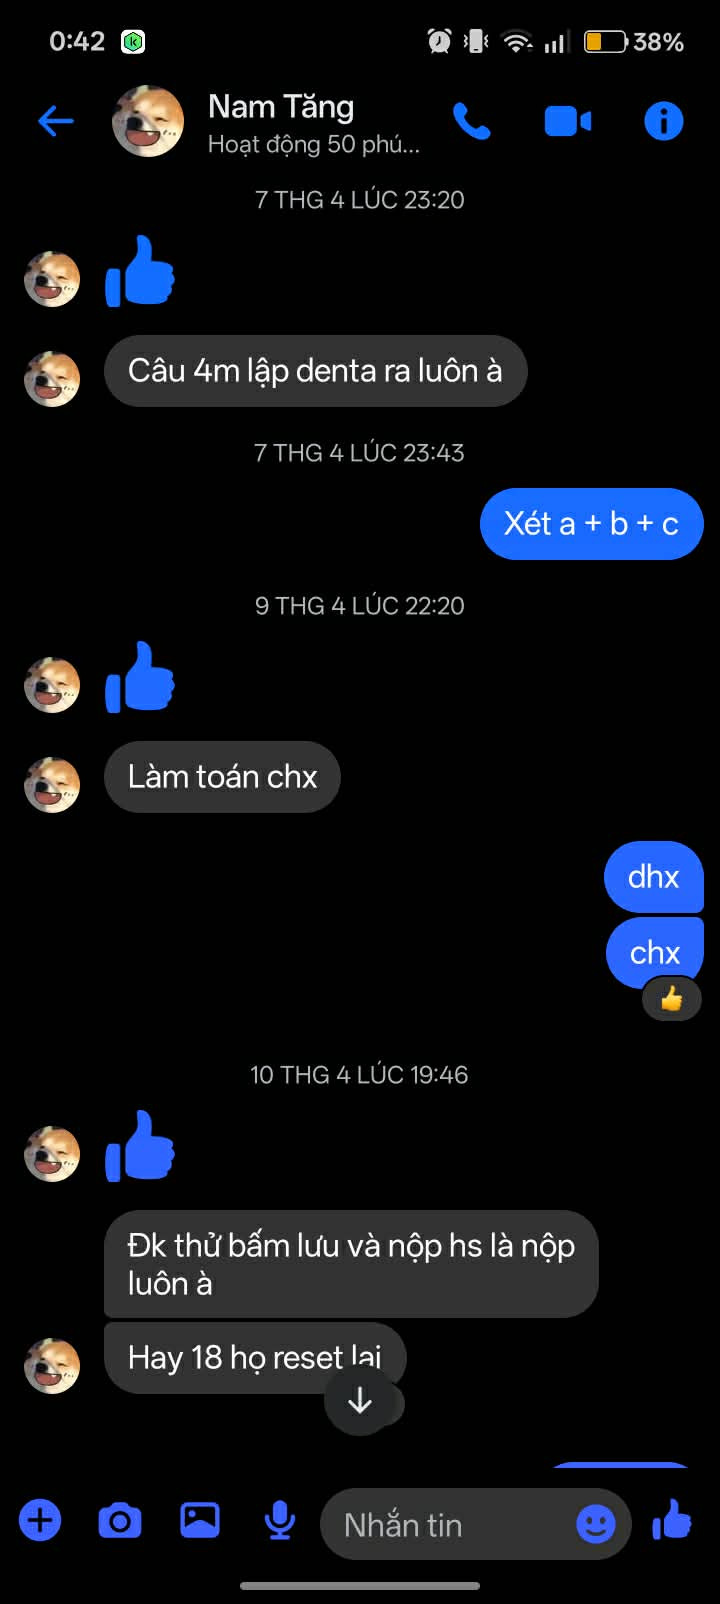 0:42
38%
Nam Tăng
Hoạt động 50 phú...
7 THG 4 LÚC 23:20
Câu 4m lập denta ra luôn à
7 THG 4 LÚC 23:43
Xét a + b + c
9 THG 4 LÚC 22:20
Làm toán chx
dhx
chx
10 THG 4 LÚC 19:46
Đk thử bấm lưu và nộp hs là nộp
luôn à
Hay 18 họ reset lại
Nhắn tin